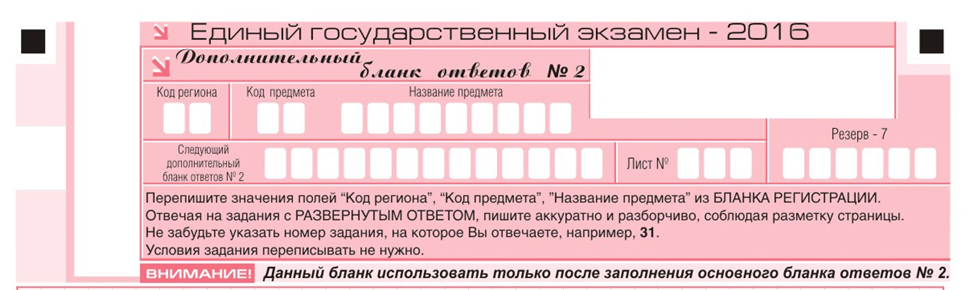 Единый государственный экзамен - 2016
Дополнительный
бланк ответов № 2
Код региона Код предмета Название предмета
Резерв - 7
Следующий
дополнительный
бланк ответов № 2
Лист №
Перепишите значения полей “Код региона”, “Код предмета”, ”Название предмета” из БЛАНКА РЕГИСТРАЦИИ.
Отвечая на задания с РАЗВЕРНУТЫМ ОТВЕТОМ, пишите аккуратно и разборчиво, соблюдая разметку страницы.
Не забудьте указать номер задания, на которое Вы отвечаете, например, 31.
Условия задания переписывать не нужно.
ВНИМАНИЕ! Данный бланк использовать только после заполнения основного бланка ответов № 2.